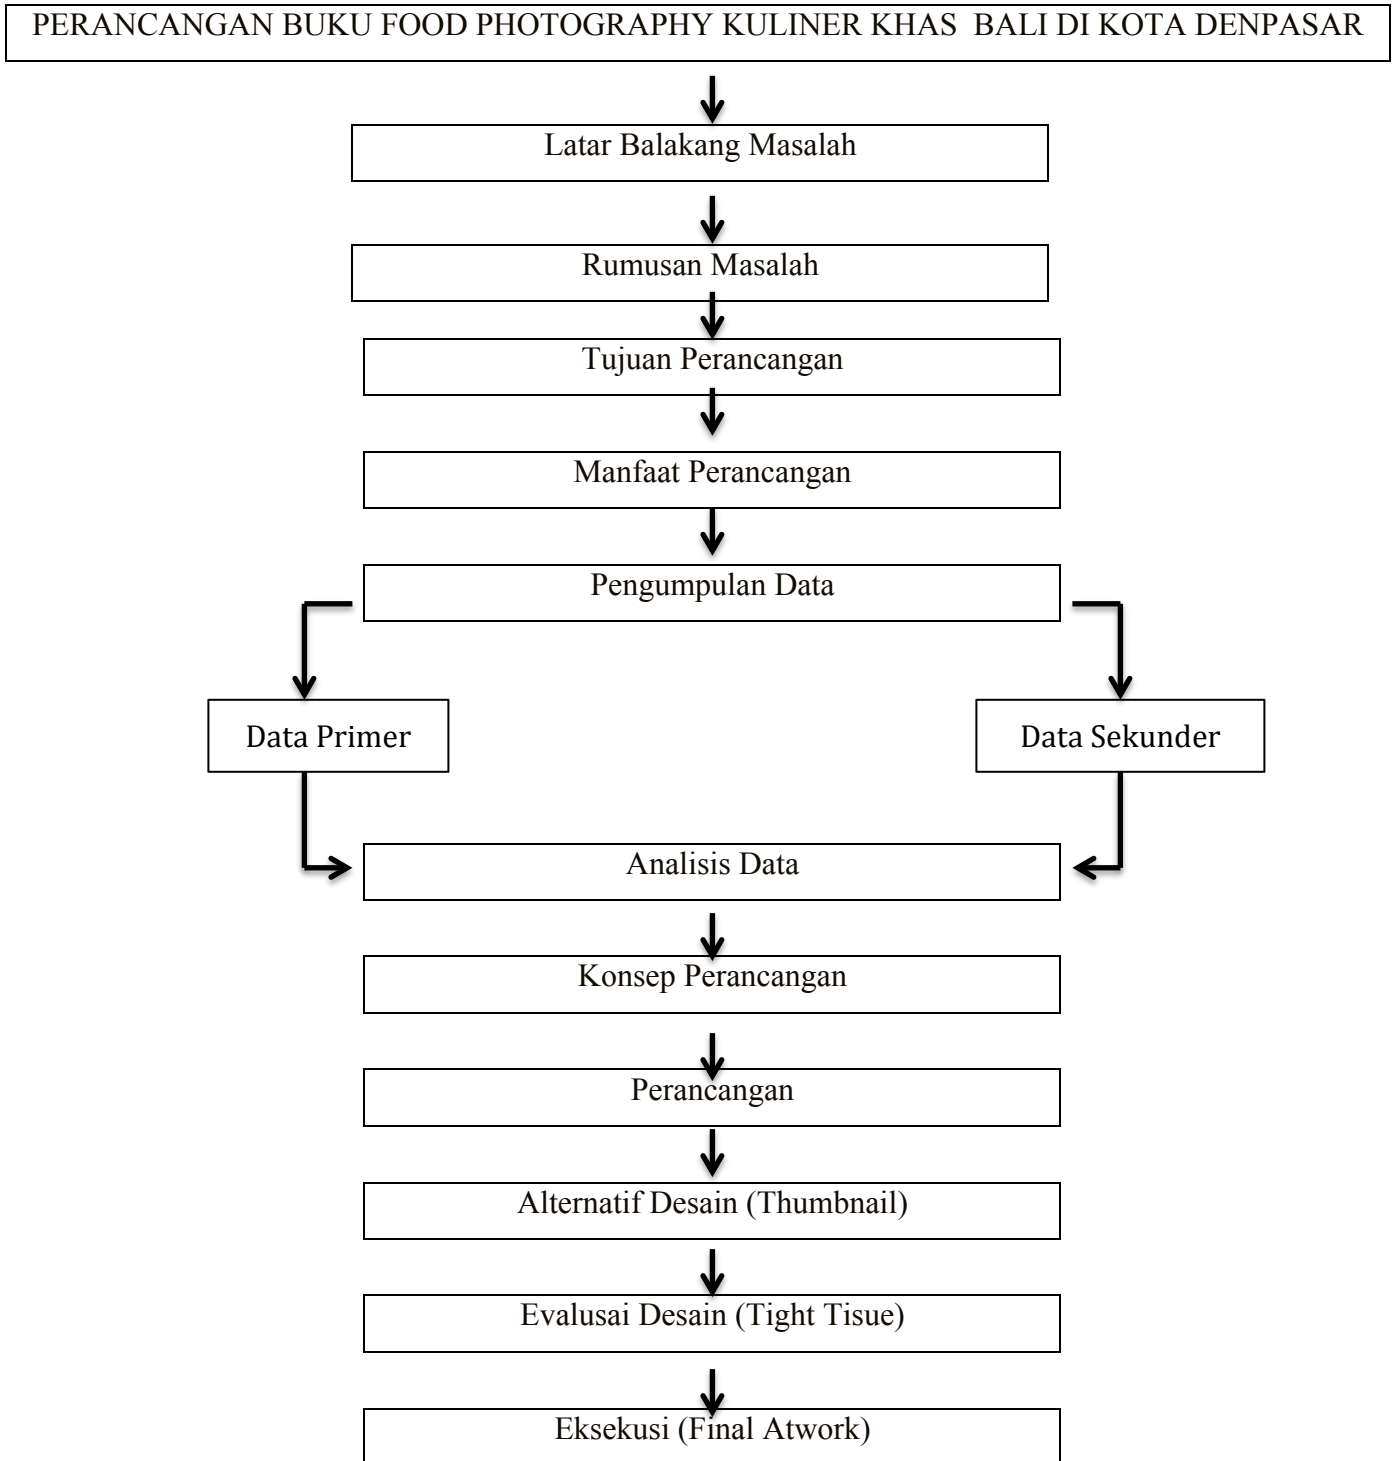 PERANCANGAN BUKU FOOD PHOTOGRAPHY KULINER KHAS  BALI DI KOTA DENPASAR
Latar Balakang Masalah
Rumusan Masalah
Tujuan Perancangan
Manfaat Perancangan
Pengumpulan Data
Data Primer
Data Sekunder
Analisis Data
Konsep Perancangan
Perancangan
Alternatif Desain (Thumbnail)
Evalusai Desain (Tight Tisue)
Eksekusi (Final Atwork)